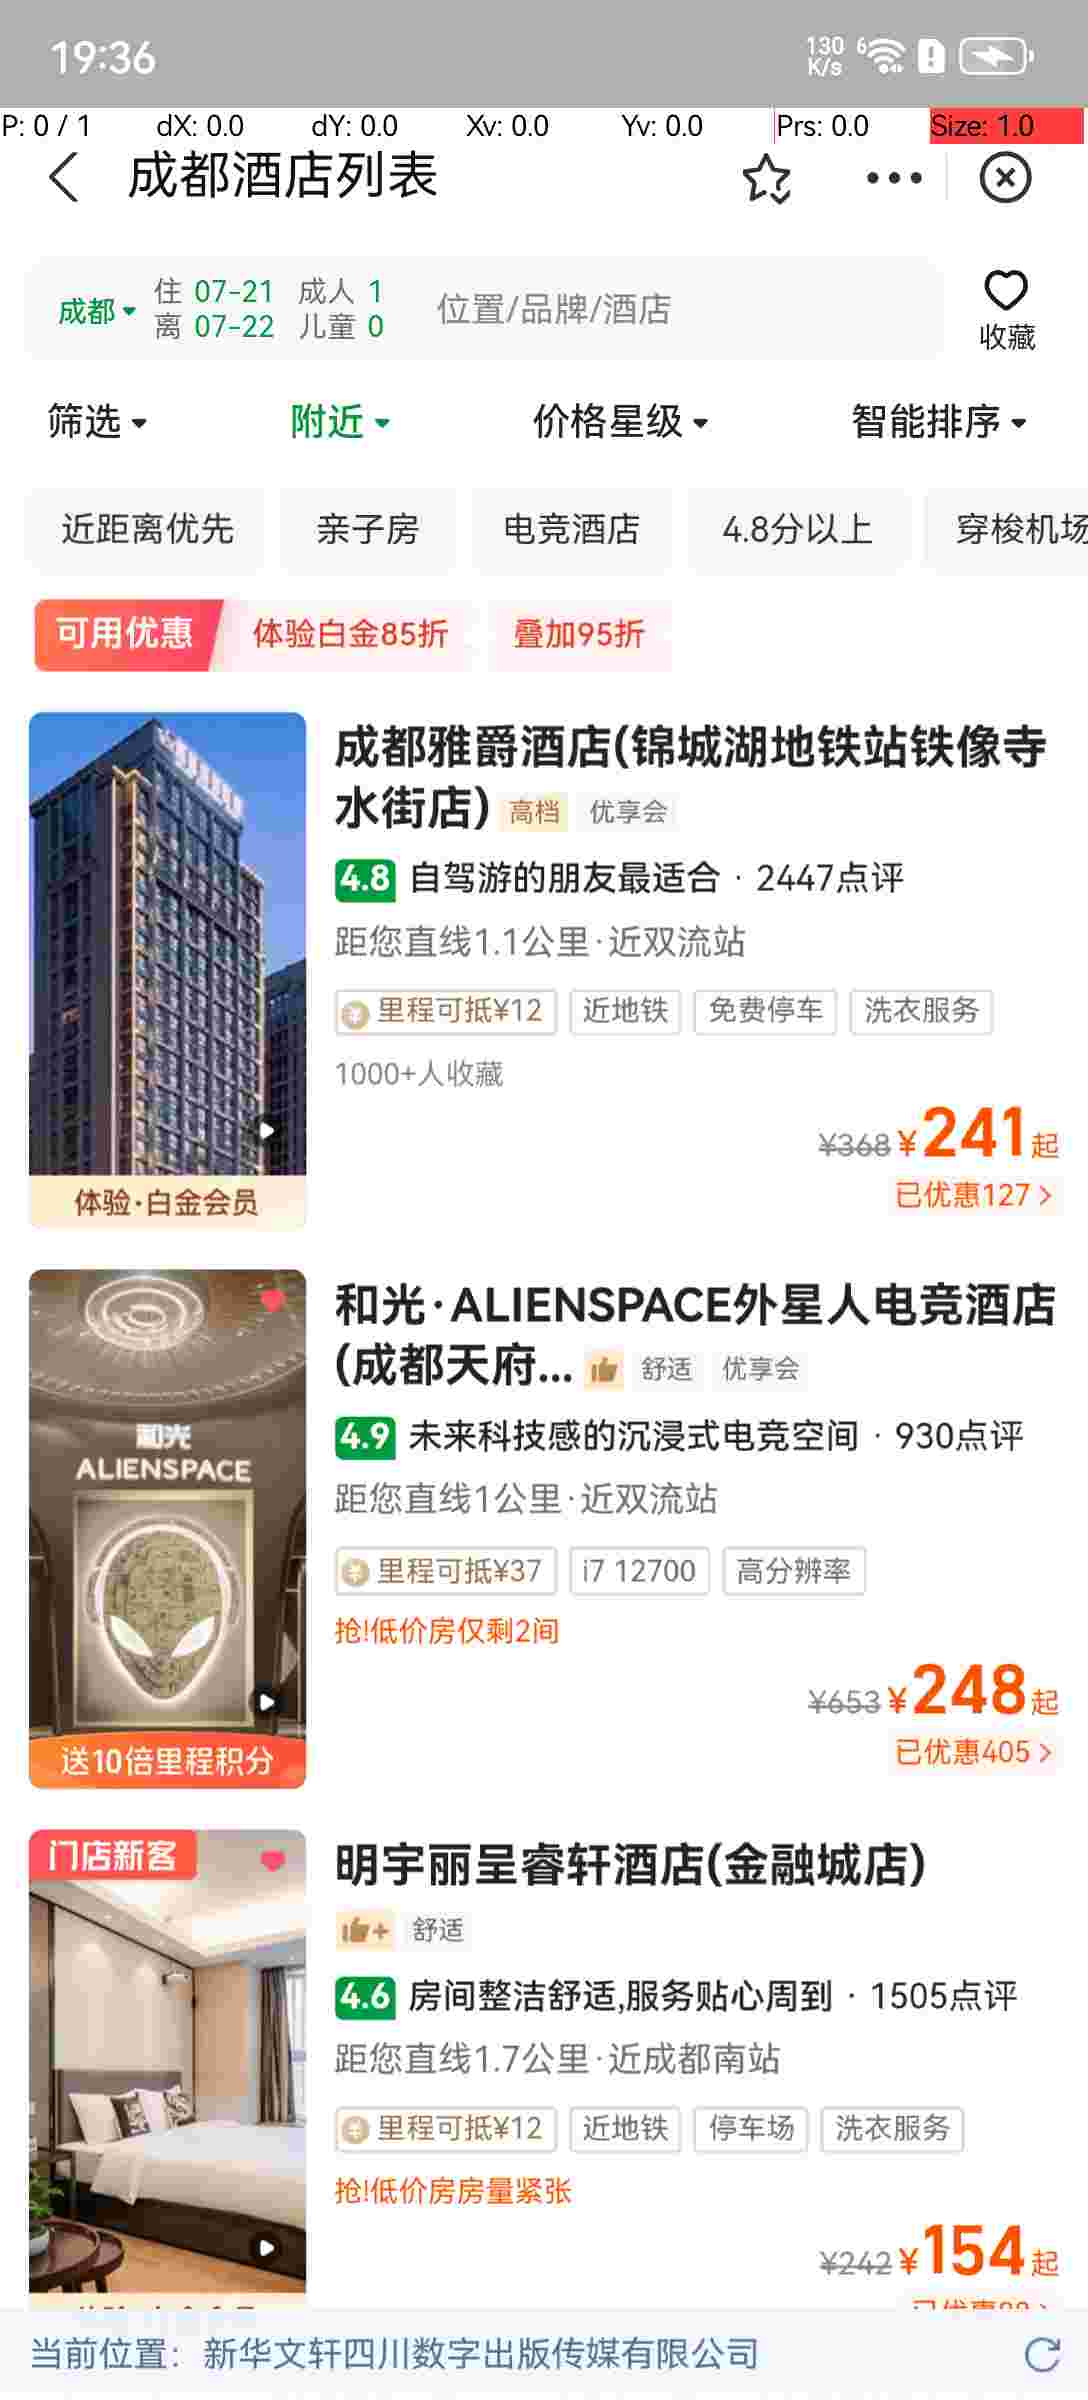 19:36
130 K/s
6
P: 0 / 1
dX: 0.0
dY: 0.0
Xv: 0.0
Yv: 0.0
Prs: 0.0
Size: 1.0
成都酒店列表
成都
住 07-21 成人 1
离 07-22 儿童 0
位置/品牌/酒店
收藏
筛选
附近
价格星级
智能排序
近距离优先
亲子房
电竞酒店
4.8分以上
穿梭机场
可用优惠
体验白金85折
叠加95折
成都雅爵酒店(锦城湖地铁站铁像寺
水街店) 高档 优享会
4.8 自驾游的朋友最适合 · 2447点评
距您直线1.1公里·近双流站
里程可抵¥12 近地铁 免费停车 洗衣服务
1000+人收藏
¥368 ¥241起
已优惠127 >
体验·白金会员
和光·ALIENSPACE外星人电竞酒店
(成都天府... 舒适 优享会
和光
ALIENSPACE
4.9 未来科技感的沉浸式电竞空间 · 930点评
距您直线1公里·近双流站
里程可抵¥37 i7 12700 高分辨率
抢!低价房仅剩2间
¥653 ¥248起
已优惠405 >
送10倍里程积分
门店新客
明宇丽呈睿轩酒店(金融城店)
舒适
4.6 房间整洁舒适,服务贴心周到 · 1505点评
距您直线1.7公里·近成都南站
里程可抵¥12 近地铁 停车场 洗衣服务
抢!低价房房量紧张
¥242 ¥154起
当前位置：新华文轩四川数字出版传媒有限公司